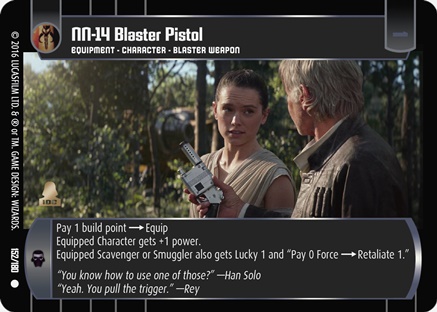 NN-14 Blaster Pistol
EQUIPMENT - CHARACTER - BLASTER WEAPON
Pay 1 build point → Equip
Equipped Character gets +1 power.
Equipped Scavenger or Smuggler also gets Lucky 1 and “Pay 0 Force → Retaliate 1.”
“You know how to use one of those?” —Han Solo
“Yeah. You pull the trigger.” —Rey
© 2016 LUCASFILM LTD. & ® or TM. GAME DESIGN: WIZARDS.
152/180